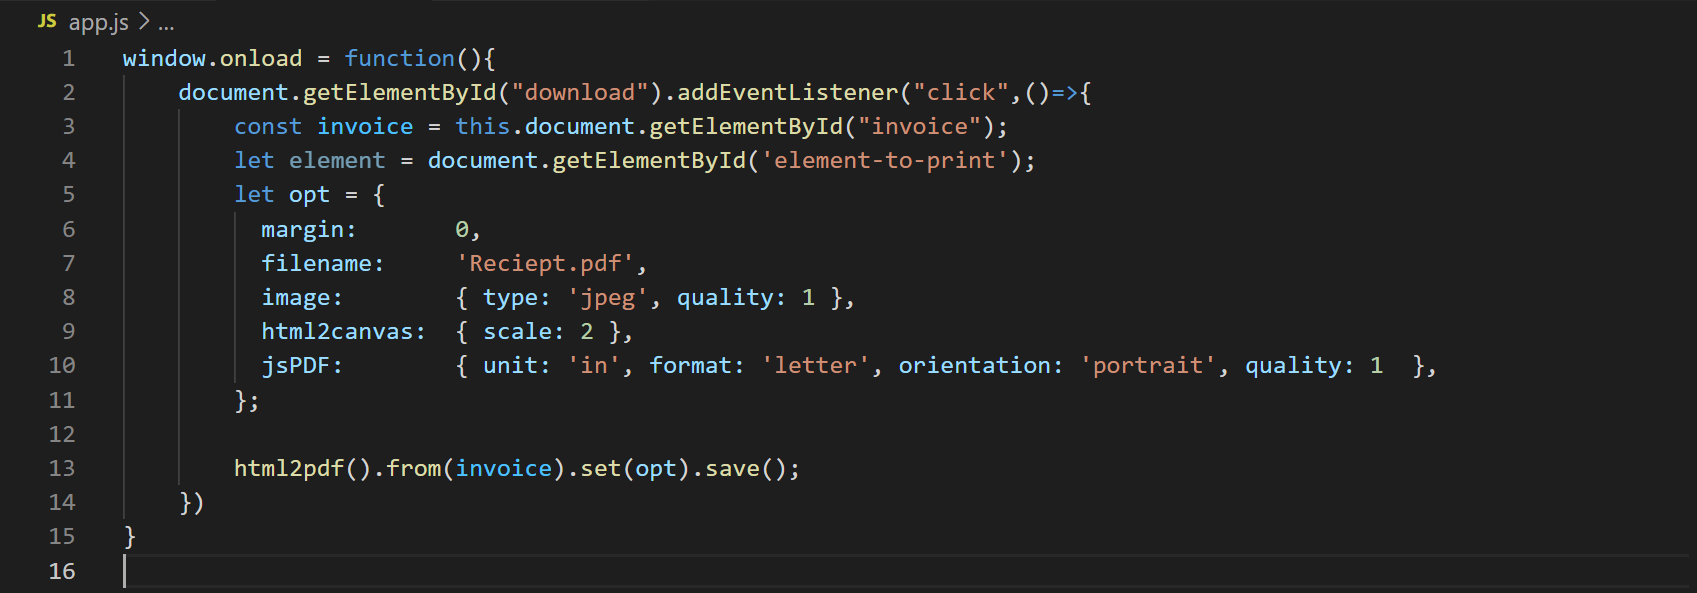 JS app.js > ...
1 window.onload = function(){
2 document.getElementById("download").addEventListener("click",()=>{
3 const invoice = this.document.getElementById("invoice");
4 let element = document.getElementById('element-to-print');
5 let opt = {
6 margin: 0,
7 filename: 'Reciept.pdf',
8 image: { type: 'jpeg', quality: 1 },
9 html2canvas: { scale: 2 },
10 jsPDF: { unit: 'in', format: 'letter', orientation: 'portrait', quality: 1 },
11 };
12
13 html2pdf().from(invoice).set(opt).save();
14 })
15 }
16